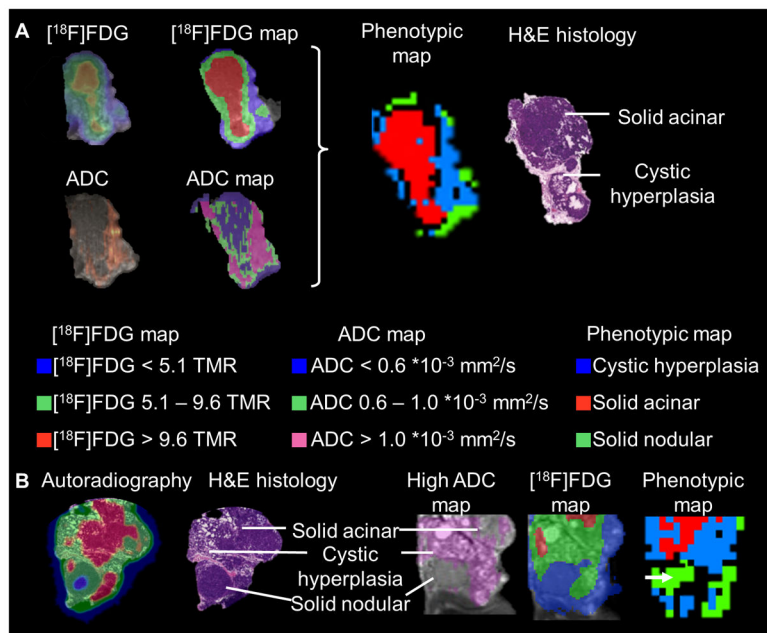 A
[¹⁸F]FDG
[¹⁸F]FDG map
Phenotypic
map
H&E histology
Solid acinar
Cystic
hyperplasia
ADC
ADC map
[¹⁸F]FDG map
ADC map
Phenotypic map
[¹⁸F]FDG < 5.1 TMR
ADC < 0.6 *10⁻³ mm²/s
Cystic hyperplasia
[¹⁸F]FDG 5.1 – 9.6 TMR
ADC 0.6 – 1.0 *10⁻³ mm²/s
Solid acinar
[¹⁸F]FDG > 9.6 TMR
ADC > 1.0 *10⁻³ mm²/s
Solid nodular
B
Autoradiography
H&E histology
High ADC
map
[¹⁸F]FDG
map
Phenotypic
map
Solid acinar
Cystic
hyperplasia
Solid nodular